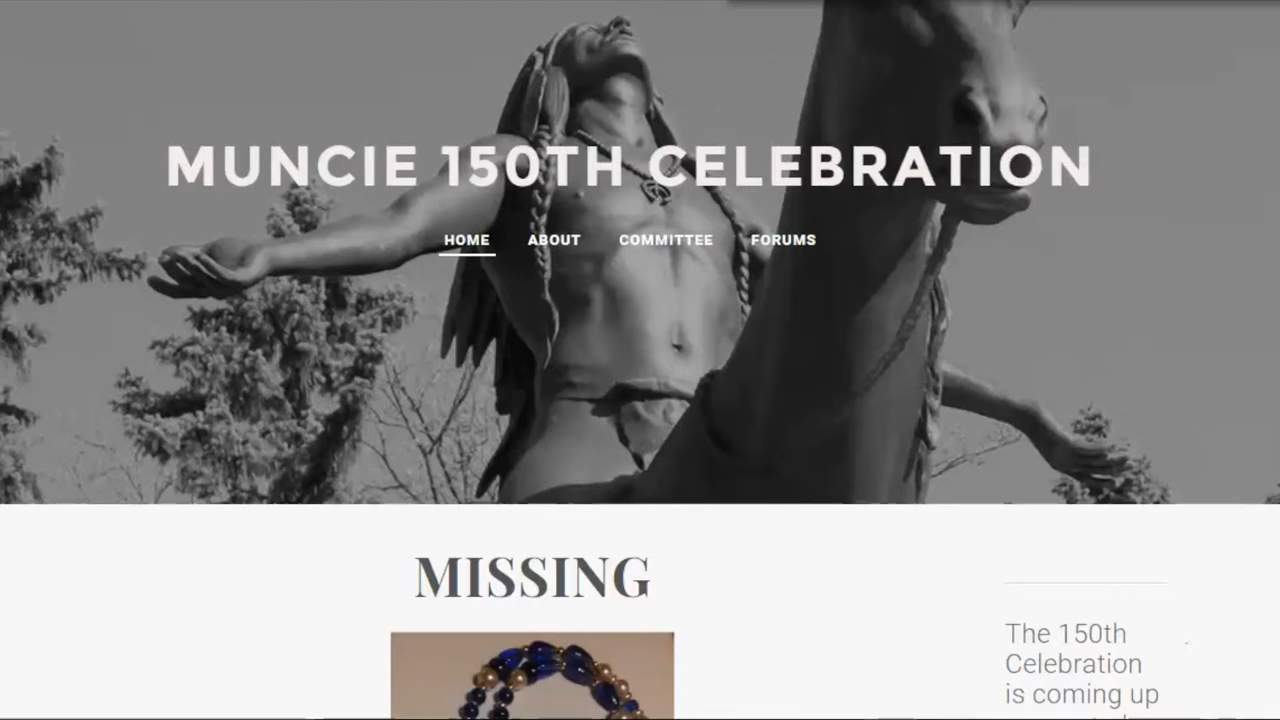 MUNCIE 150TH CELEBRATION
HOME ABOUT COMMITTEE FORUMS
MISSING
The 150th
Celebration
is coming up